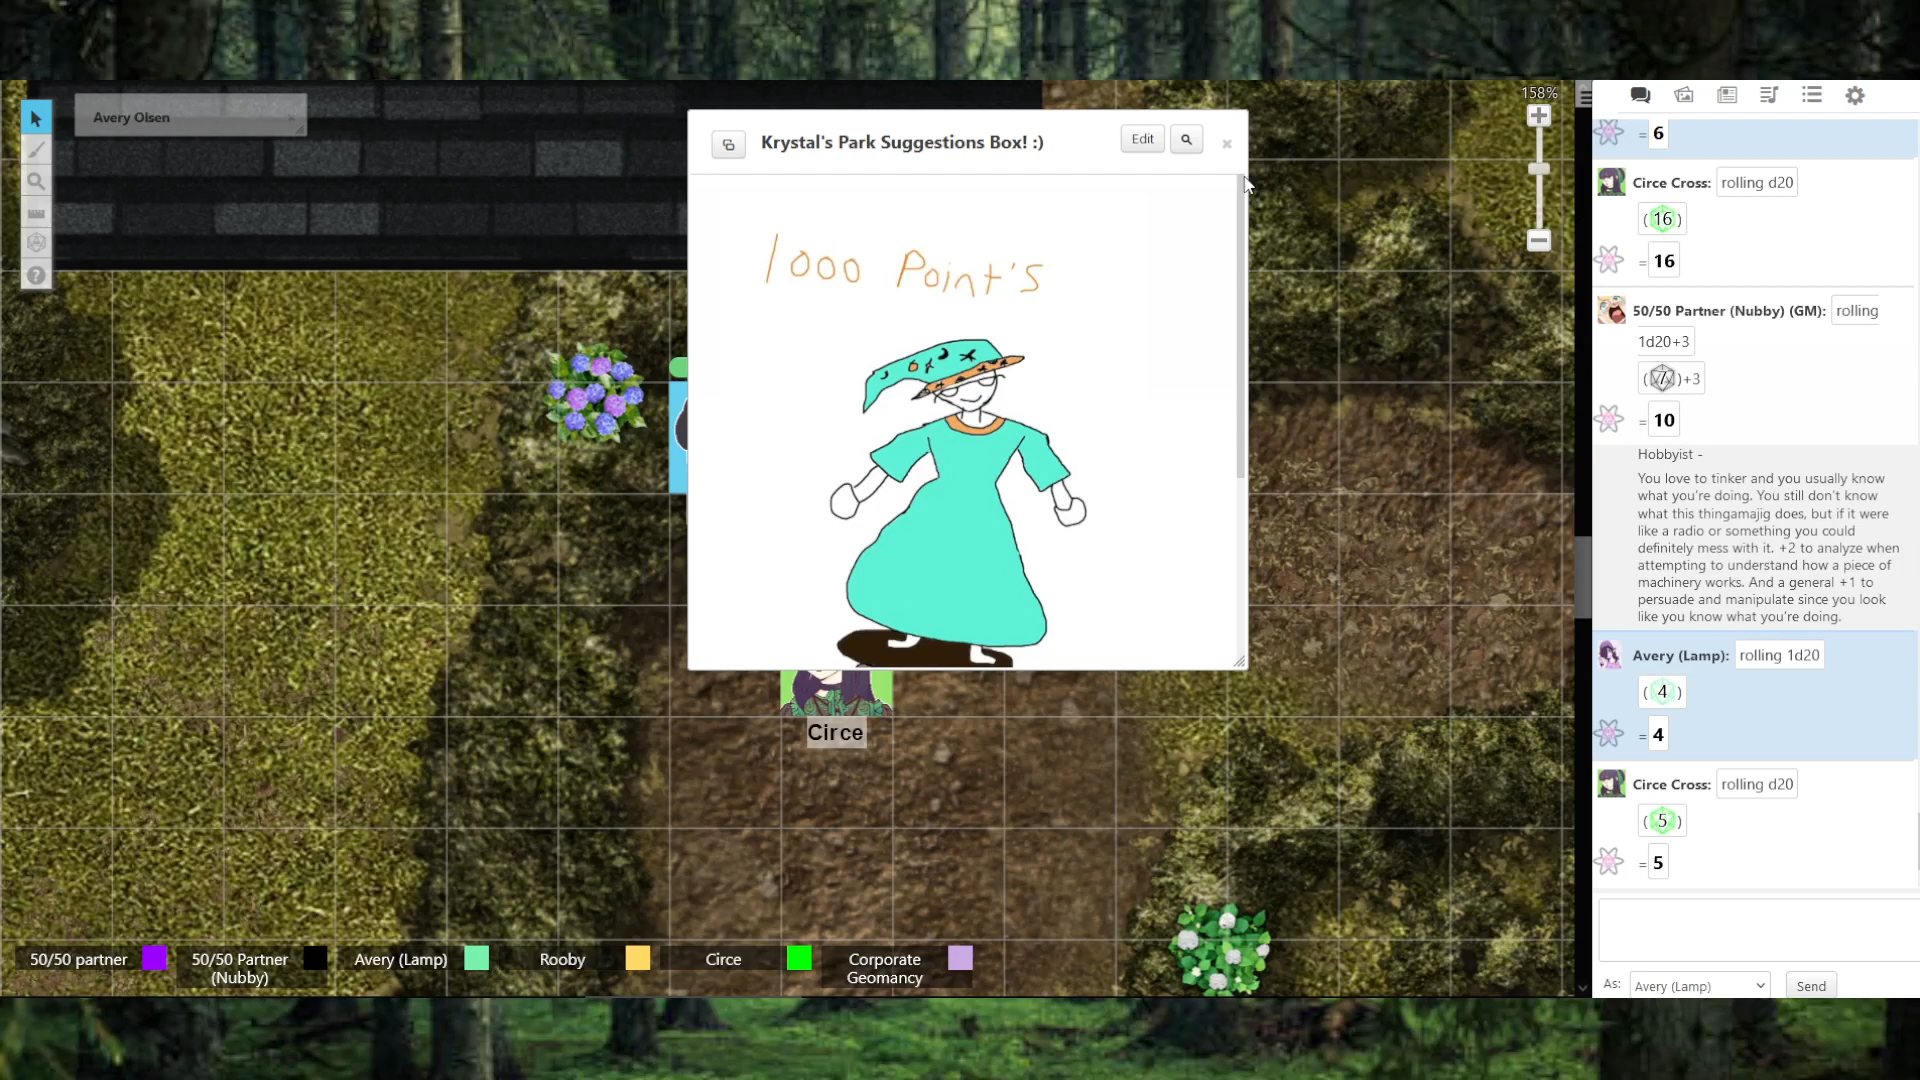 Avery Olsen
Krystal's Park Suggestions Box! :)
Edit
1000 Point's
Circe
158%
50/50 partner
50/50 Partner
(Nubby)
Avery (Lamp)
Rooby
Circe
Corporate
Geomancy
= 6
Circe Cross: rolling d20
(16)
= 16
50/50 Partner (Nubby) (GM): rolling
1d20+3
(7)+3
= 10
Hobbyist -
You love to tinker and you usually know
what you're doing. You still don't know
what this thingamajig does, but if it were
like a radio or something you could
definitely mess with it. +2 to analyze when
attempting to understand how a piece of
machinery works. And a general +1 to
persuade and manipulate since you look
like you know what you're doing.
Avery (Lamp): rolling 1d20
(4)
= 4
Circe Cross: rolling d20
(5)
= 5
As: Avery (Lamp) Send